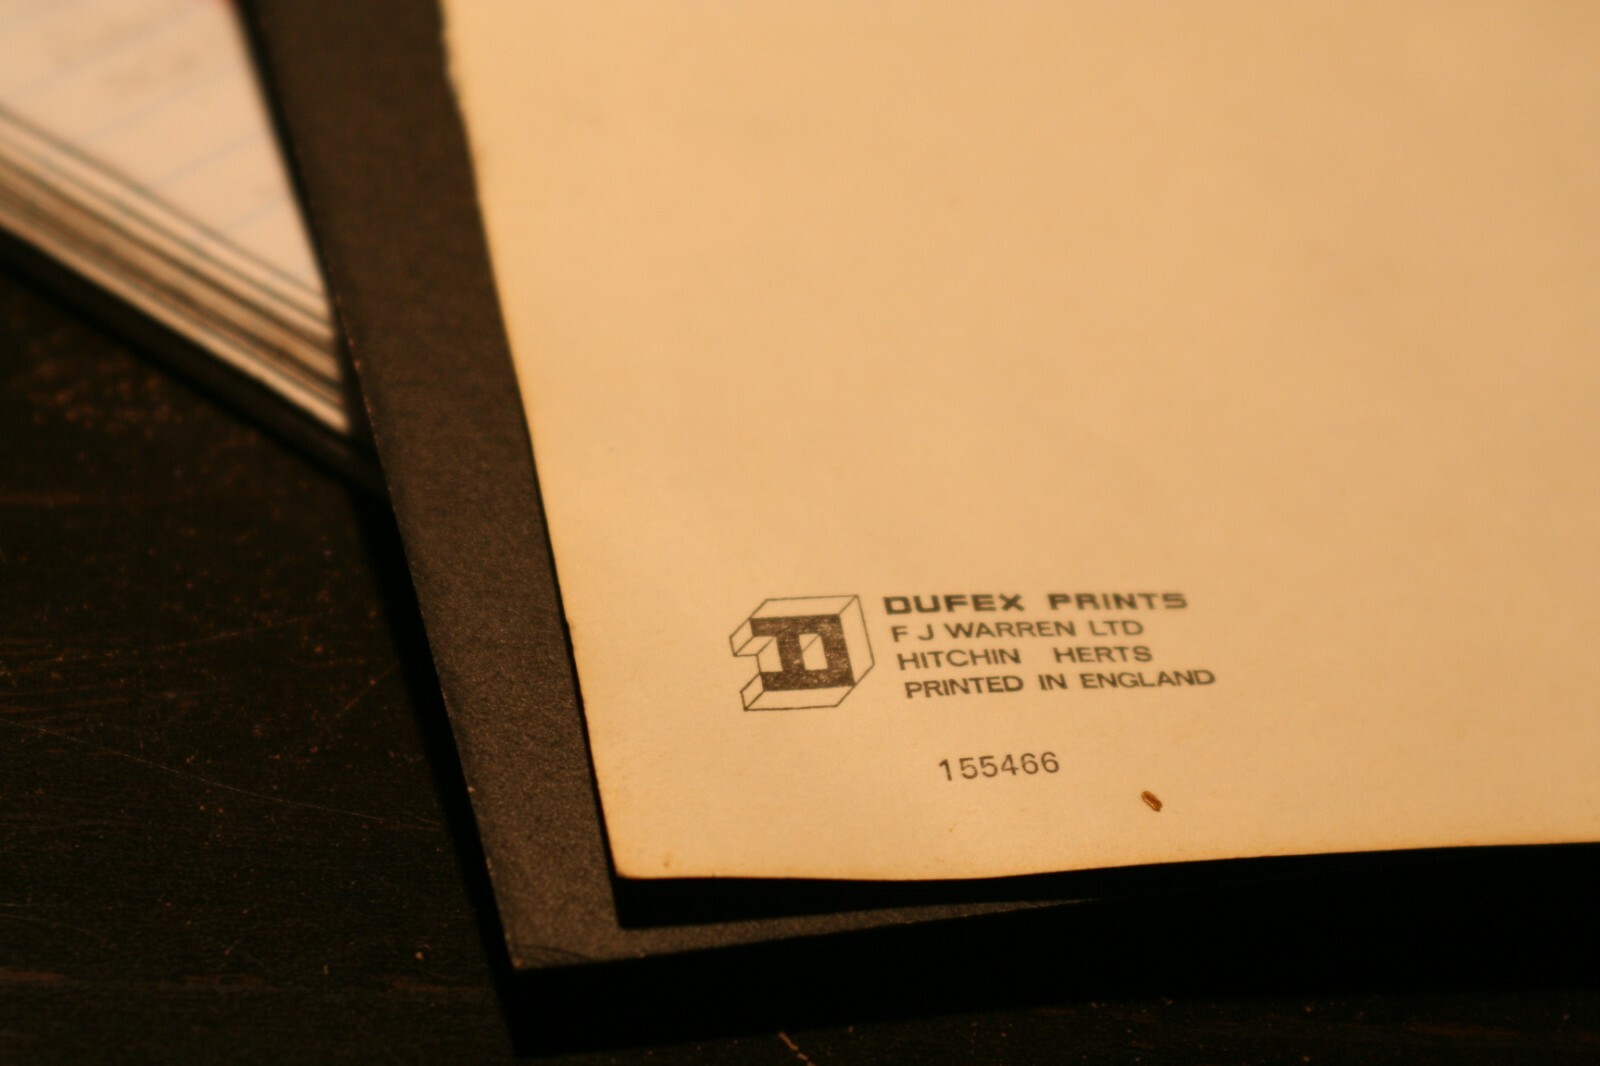 D
DUFEX PRINTS
F J WARREN LTD
HITCHIN HERTS
PRINTED IN ENGLAND
155466